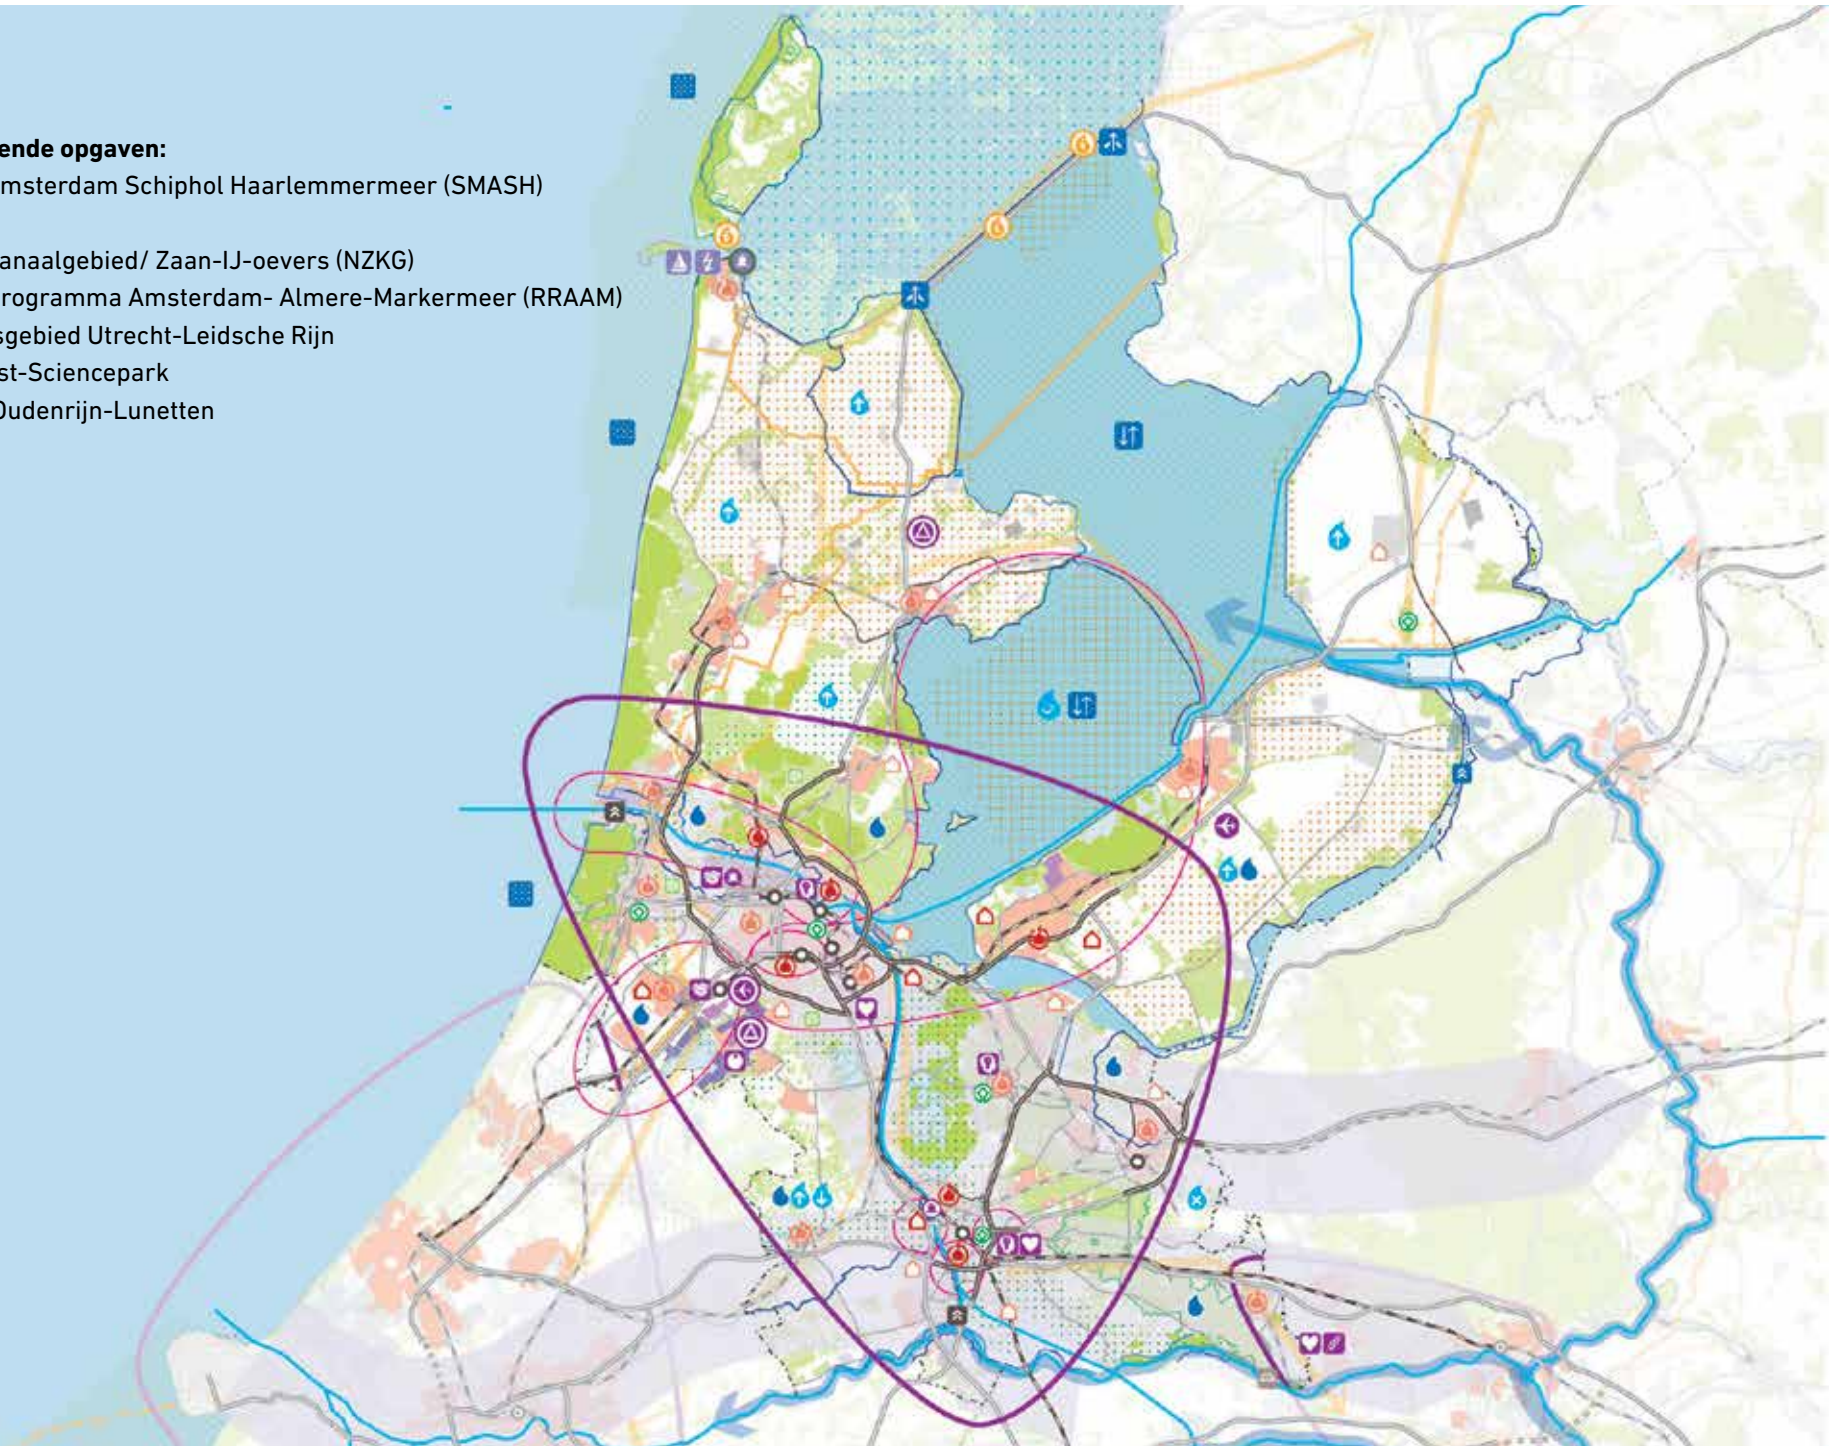 ende opgaven:
msterdam Schiphol Haarlemmermeer (SMASH)
anaalgebied/ Zaan-IJ-oevers (NZKG)
rogramma Amsterdam- Almere-Markermeer (RRAAM)
sgebied Utrecht-Leidsche Rijn
st-Sciencepark
Oudenrijn-Lunetten